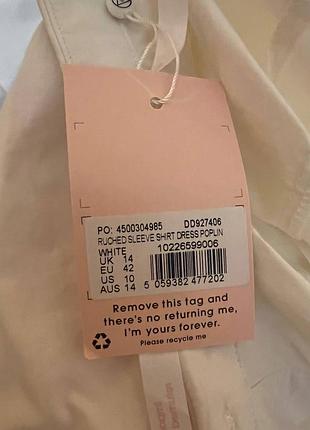 PO: 4500304985 DD927406
RUCHED SLEEVE SHIRT DRESS POPLIN
WHITE 10226599006
UK 14
EU 42
US 10
AUS 14 5 059382 477202
Remove this tag and
there's no returning me,
I'm yours forever.
Please recycle me